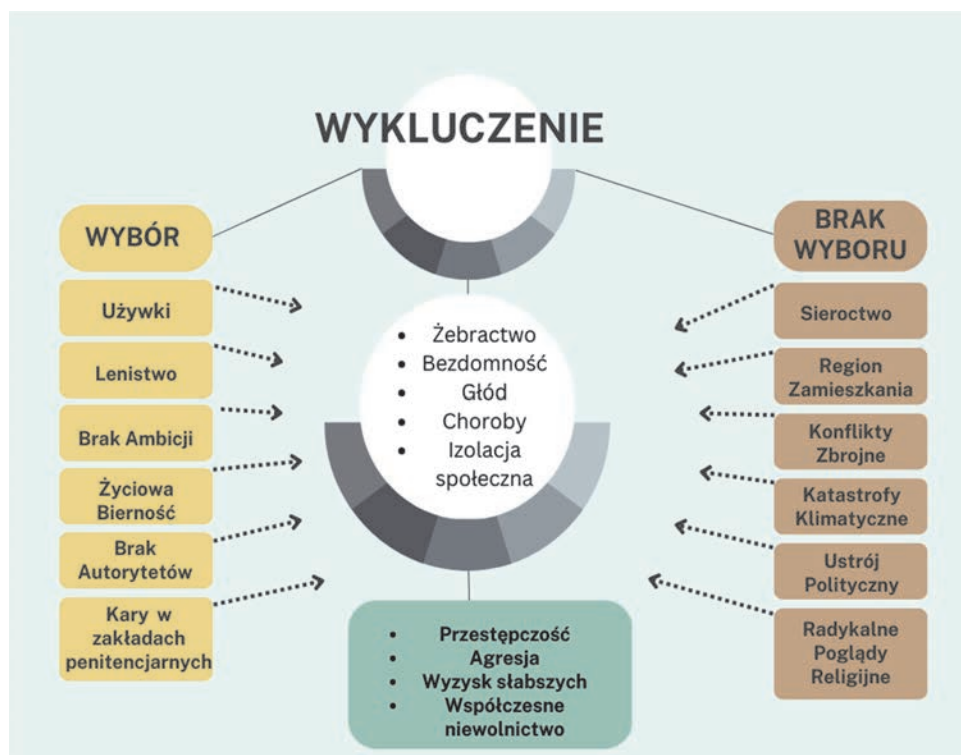 WYKLUCZENIE
WYBÓR
Używki
Lenistwo
Brak Ambicji
Życiowa
Bierność
Brak
Autorytetów
Kary w
zakładach
penitencjarnych
• Żebractwo
• Bezdomność
• Głód
• Choroby
• Izolacja
społeczna
• Przestępczość
• Agresja
• Wyzysk słabszych
• Współczesne
niewolnictwo
BRAK
WYBORU
Sieroctwo
Region
Zamieszkania
Konflikty
Zbrojne
Katastrofy
Klimatyczne
Ustrój
Polityczny
Radykalne
Poglądy
Religijne